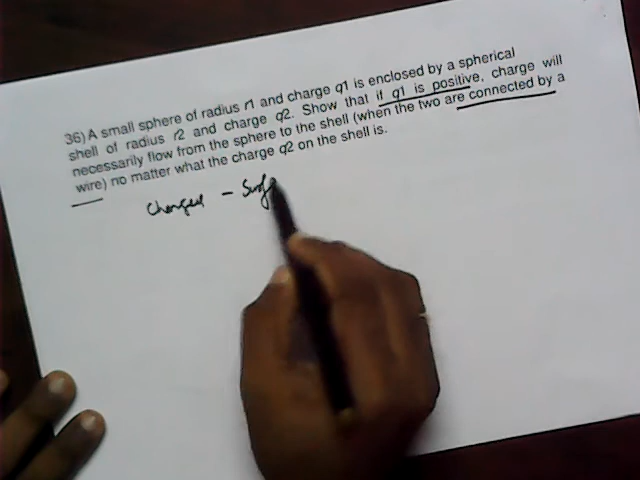 36) A small sphere of radius r1 and charge q1 is enclosed by a spherical
shell of radius r2 and charge q2. Show that if q1 is positive, charge will
necessarily flow from the sphere to the shell (when the two are connected by a
wire) no matter what the charge q2 on the shell is.
charges -